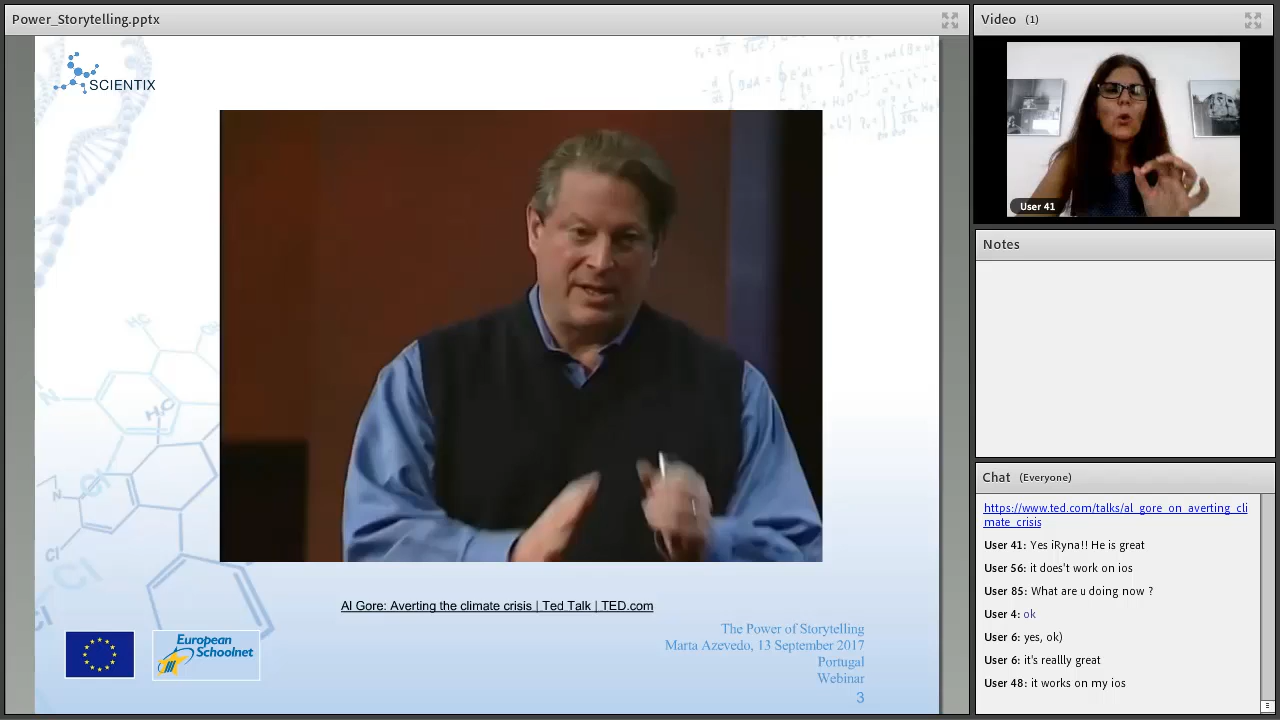 Power_Storytelling.pptx
SCIENTIX
Al Gore: Averting the climate crisis | Ted Talk | TED.com
European
Schoolnet
The Power of Storytelling
Marta Azevedo, 13 September 2017
Portugal
Webinar
3
Video (1)
User 41
Notes
Chat (Everyone)
https://www.ted.com/talks/al_gore_on_averting_cli
mate_crisis
User 41: Yes iRyna!! He is great
User 56: it does't work on ios
User 85: What are u doing now ?
User 4: ok
User 6: yes, ok)
User 6: it's reallly great
User 48: it works on my ios